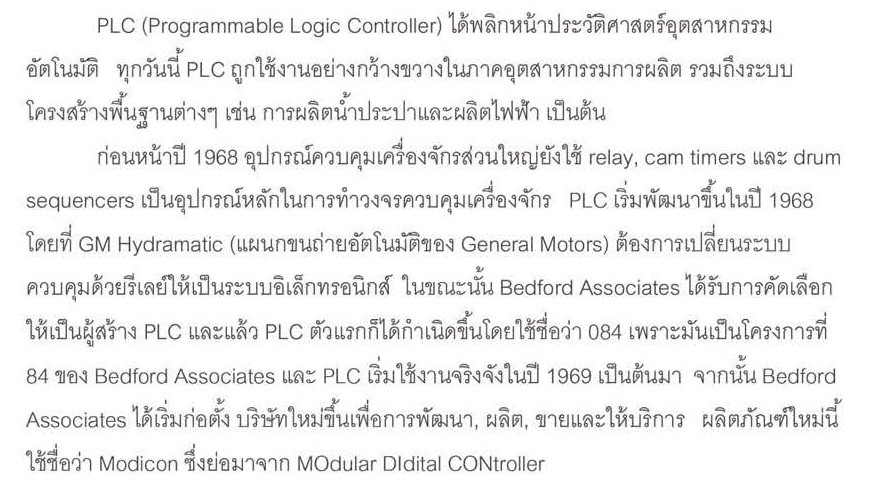 PLC (Programmable Logic Controller) ได้พลิกหน้าประวัติศาสตร์อุตสาหกรรม
อัตโนมัติ ทุกวันนี้ PLC ถูกใช้งานอย่างกว้างขวางในภาคอุตสาหกรรมการผลิต รวมถึงระบบ
โครงสร้างพื้นฐานต่างๆ เช่น การผลิตน้ำประปาและผลิตไฟฟ้า เป็นต้น
ก่อนหน้าปี 1968 อุปกรณ์ควบคุมเครื่องจักรส่วนใหญ่ยังใช้ relay, cam timers และ drum
sequencers เป็นอุปกรณ์หลักในการทำวงจรควบคุมเครื่องจักร PLC เริ่มพัฒนาขึ้นในปี 1968
โดยที่ GM Hydramatic (แผนกขนถ่ายอัตโนมัติของ General Motors) ต้องการเปลี่ยนระบบ
ควบคุมด้วยรีเลย์ให้เป็นระบบอิเล็กทรอนิกส์ ในขณะนั้น Bedford Associates ได้รับการคัดเลือก
ให้เป็นผู้สร้าง PLC และแล้ว PLC ตัวแรกก็ได้กำเนิดขึ้นโดยใช้ชื่อว่า 084 เพราะมันเป็นโครงการที่
84 ของ Bedford Associates และ PLC เริ่มใช้งานจริงจังในปี 1969 เป็นต้นมา จากนั้น Bedford
Associates ได้เริ่มก่อตั้ง บริษัทใหม่ขึ้นเพื่อการพัฒนา, ผลิต, ขายและให้บริการ ผลิตภัณฑ์ใหม่นี้
ใช้ชื่อว่า Modicon ซึ่งย่อมาจาก MOdular DIdital CONtroller